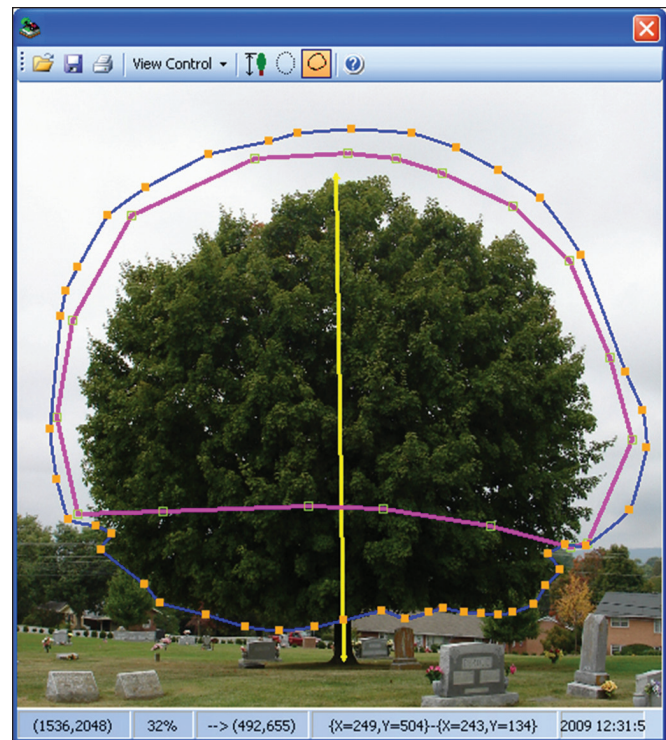 View Control
(1536,2048) 32% --> (492,655) {X=249,Y=504}-{X=243,Y=134} 2009 12:31:5